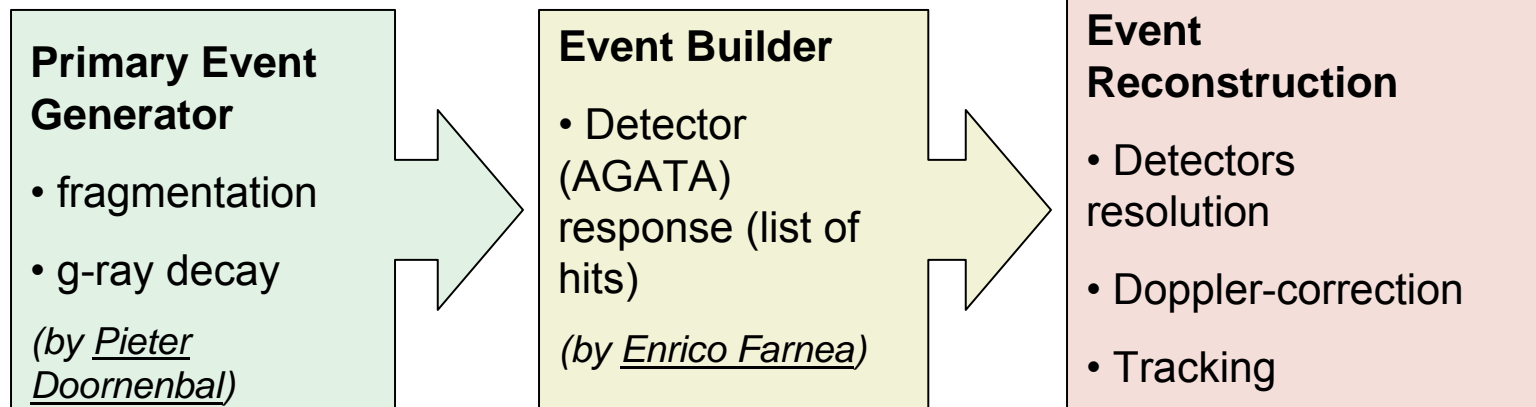 Primary Event
Generator
• fragmentation
• g-ray decay
(by Pieter
Doornenbal)
Event Builder
• Detector
(AGATA)
response (list of
hits)
(by Enrico Farnea)
Event
Reconstruction
• Detectors
resolution
• Doppler-correction
• Tracking